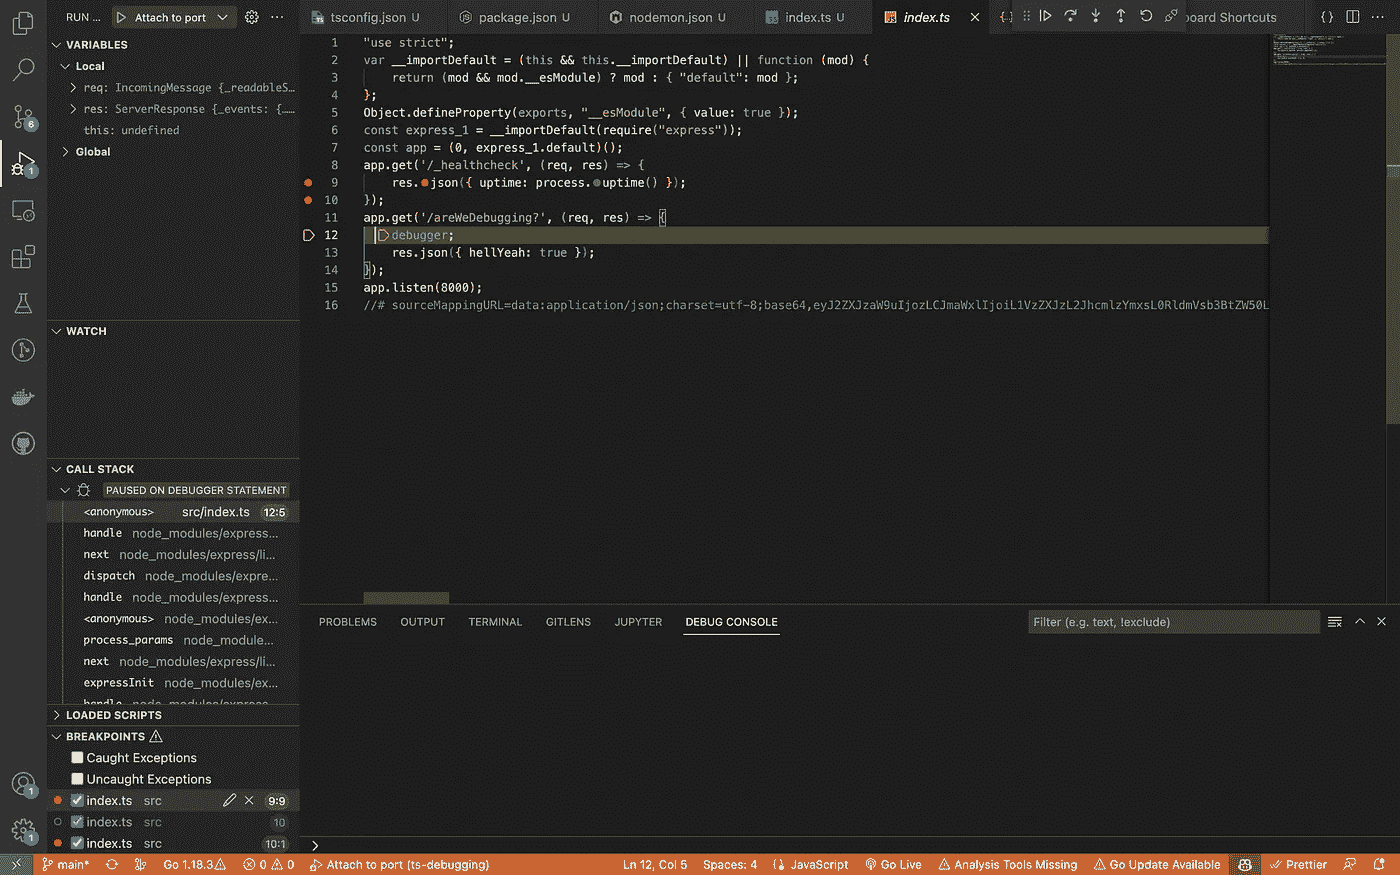 RUN ...
Attach to port
tsconfig.json U
package.json U
nodemon.json U
index.ts U
index.ts
board Shortcuts
VARIABLES
Local
req: IncomingMessage {_readableS...
res: ServerResponse {_events: {...
this: undefined
Global
WATCH
CALL STACK
PAUSED ON DEBUGGER STATEMENT
<anonymous> src/index.ts 12:5
handle node_modules/express...
next node_modules/express/li...
dispatch node_modules/expre...
handle node_modules/express...
<anonymous> node_modules/ex...
process_params node_module...
next node_modules/express/li...
expressInit node_modules/ex...
handle node_modules/express...
LOADED SCRIPTS
BREAKPOINTS
Caught Exceptions
Uncaught Exceptions
index.ts src 9:9
index.ts src 10
index.ts src 10:1
1 "use strict";
2 var __importDefault = (this && this.__importDefault) || function (mod) {
3 return (mod && mod.__esModule) ? mod : { "default": mod };
4 };
5 Object.defineProperty(exports, "__esModule", { value: true });
6 const express_1 = __importDefault(require("express"));
7 const app = (0, express_1.default)();
8 app.get('/_healthcheck', (req, res) => {
9 res.json({ uptime: process.uptime() });
10 });
11 app.get('/areWeDebugging?', (req, res) => {
12 debugger;
13 res.json({ hellYeah: true });
14 });
15 app.listen(8000);
16 //# sourceMappingURL=data:application/json;charset=utf-8;base64,
PROBLEMS
OUTPUT
TERMINAL
GITLENS
JUPYTER
DEBUG CONSOLE
Filter (e.g. text, !exclude)
6
1
1
1
main*
Go 1.18.3
0
0
Attach to port (ts-debugging)
Ln 12, Col 5
Spaces: 4
JavaScript
Go Live
Analysis Tools Missing
Go Update Available
Prettier